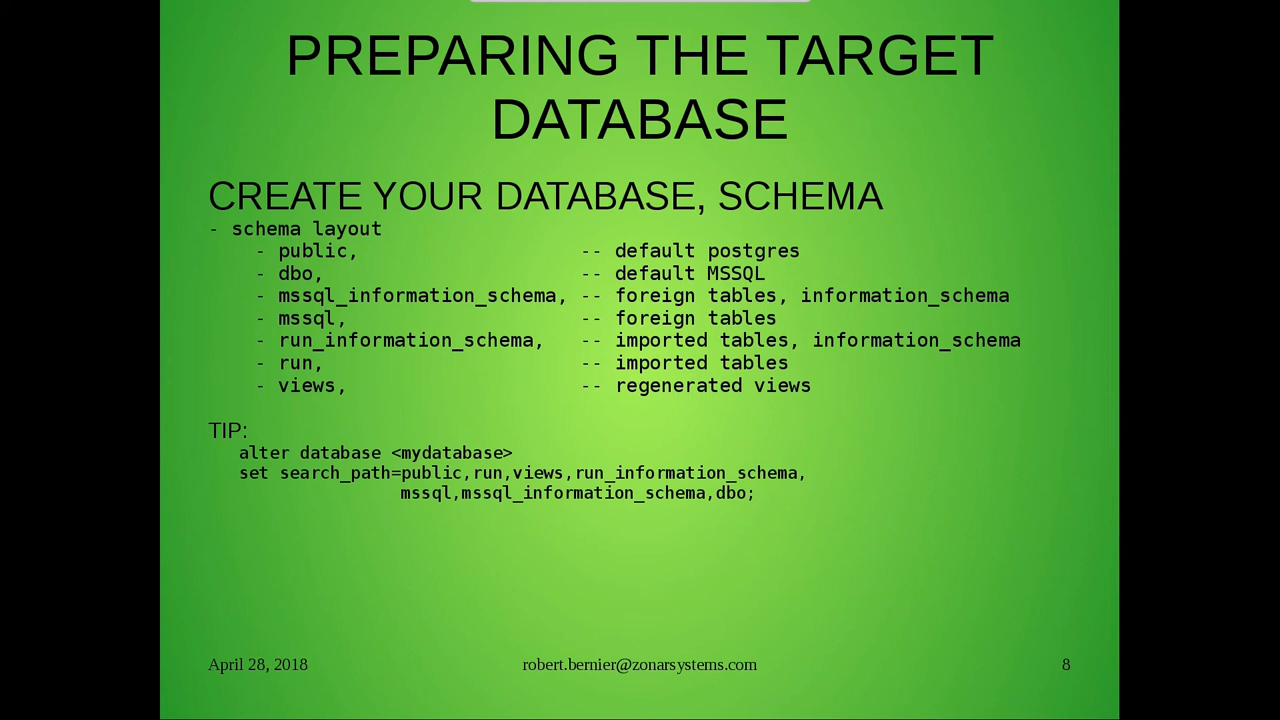 PREPARING THE TARGET
DATABASE
CREATE YOUR DATABASE, SCHEMA
- schema layout
- public, -- default postgres
- dbo, -- default MSSQL
- mssql_information_schema, -- foreign tables, information_schema
- mssql, -- foreign tables
- run_information_schema, -- imported tables, information_schema
- run, -- imported tables
- views, -- regenerated views
TIP:
alter database <mydatabase>
set search_path=public,run,views,run_information_schema,
mssql,mssql_information_schema,dbo;
April 28, 2018 robert.bernier@zonarsystems.com 8